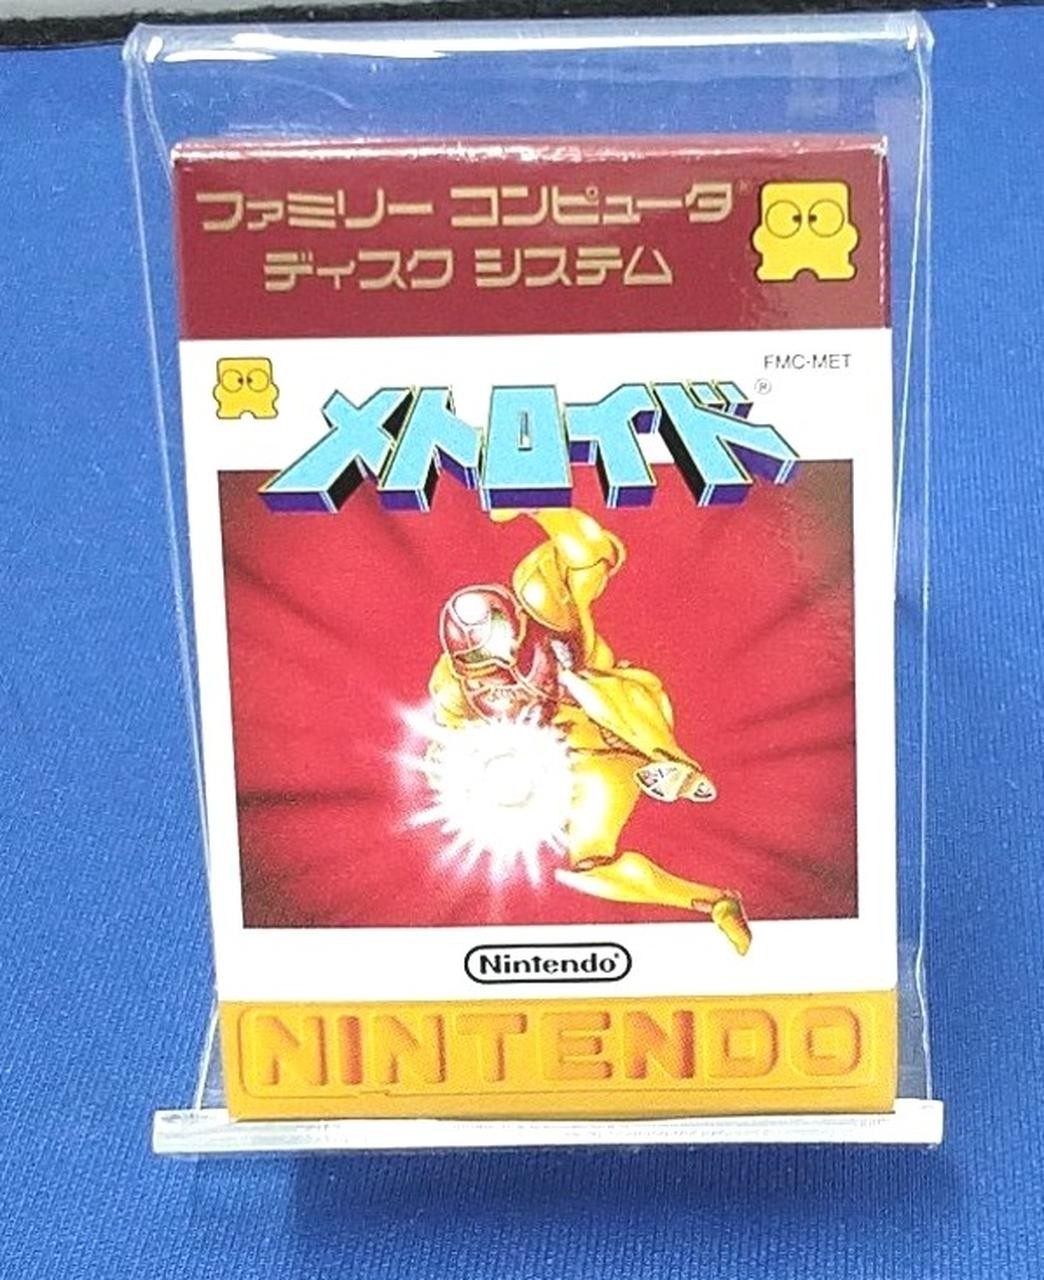 ファミリー コンピュータ®
ディスク システム
FMC-MET
メトロイド®
Nintendo®
NINTENDO